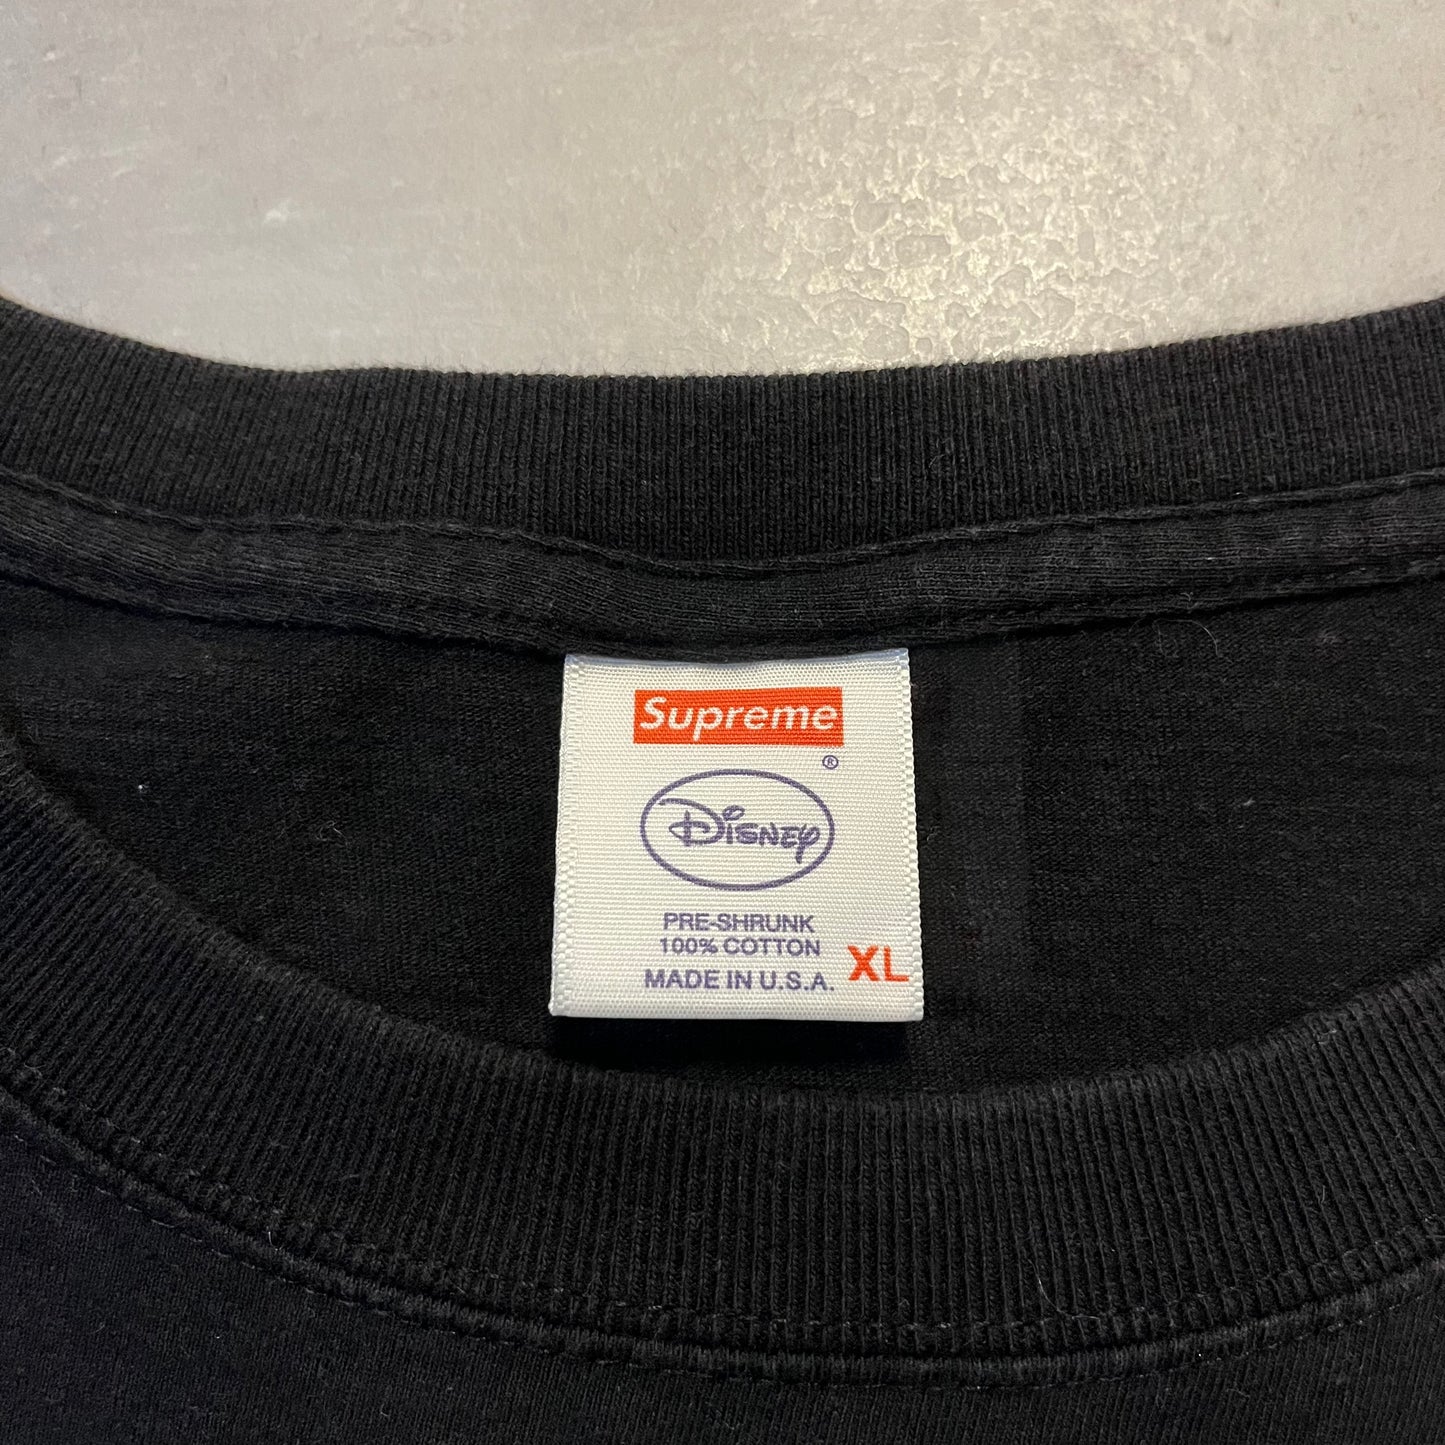 Supreme
®
Disney
PRE-SHRUNK
100% COTTON
XL
MADE IN U.S.A.